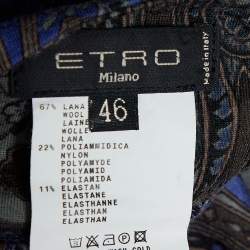 ETRO
Milano
Made in Italy
46
67% LANA
WOOL
LAINE
WOLLE
LANA
22% POLIAMMIDICA
NYLON
POLYAMIDE
POLYAMID
POLIAMIDA
11% ELASTAN
ELASTANE
ELASTHANNE
ELASTHAN
ELASTANO